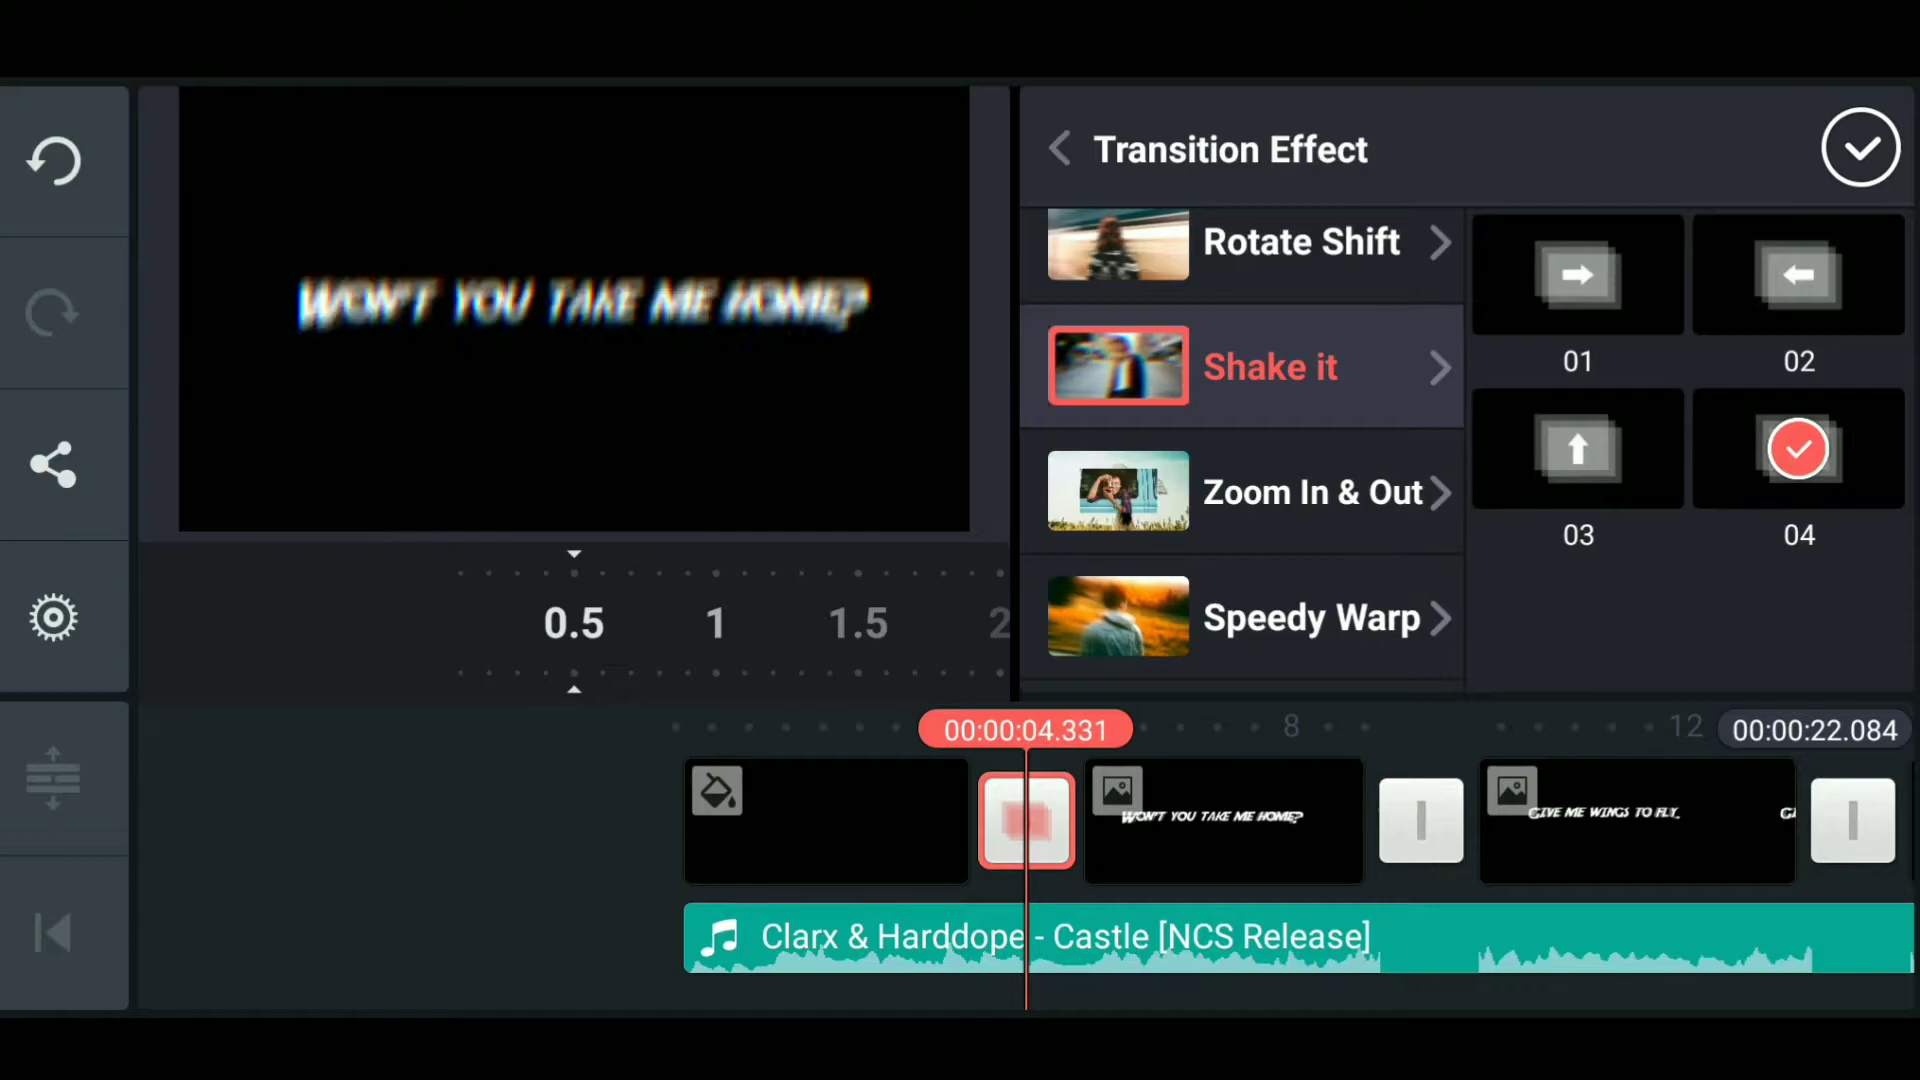 Transition Effect
WON'T YOU TAKE ME HOME?
Rotate Shift
Shake it
Zoom In & Out
Speedy Warp
01
02
03
04
0.5
1
1.5
2
00:00:04.331
8
12
00:00:22.084
WON'T YOU TAKE ME HOME?
GIVE ME WINGS TO FLY,
Clarx & Harddope - Castle [NCS Release]